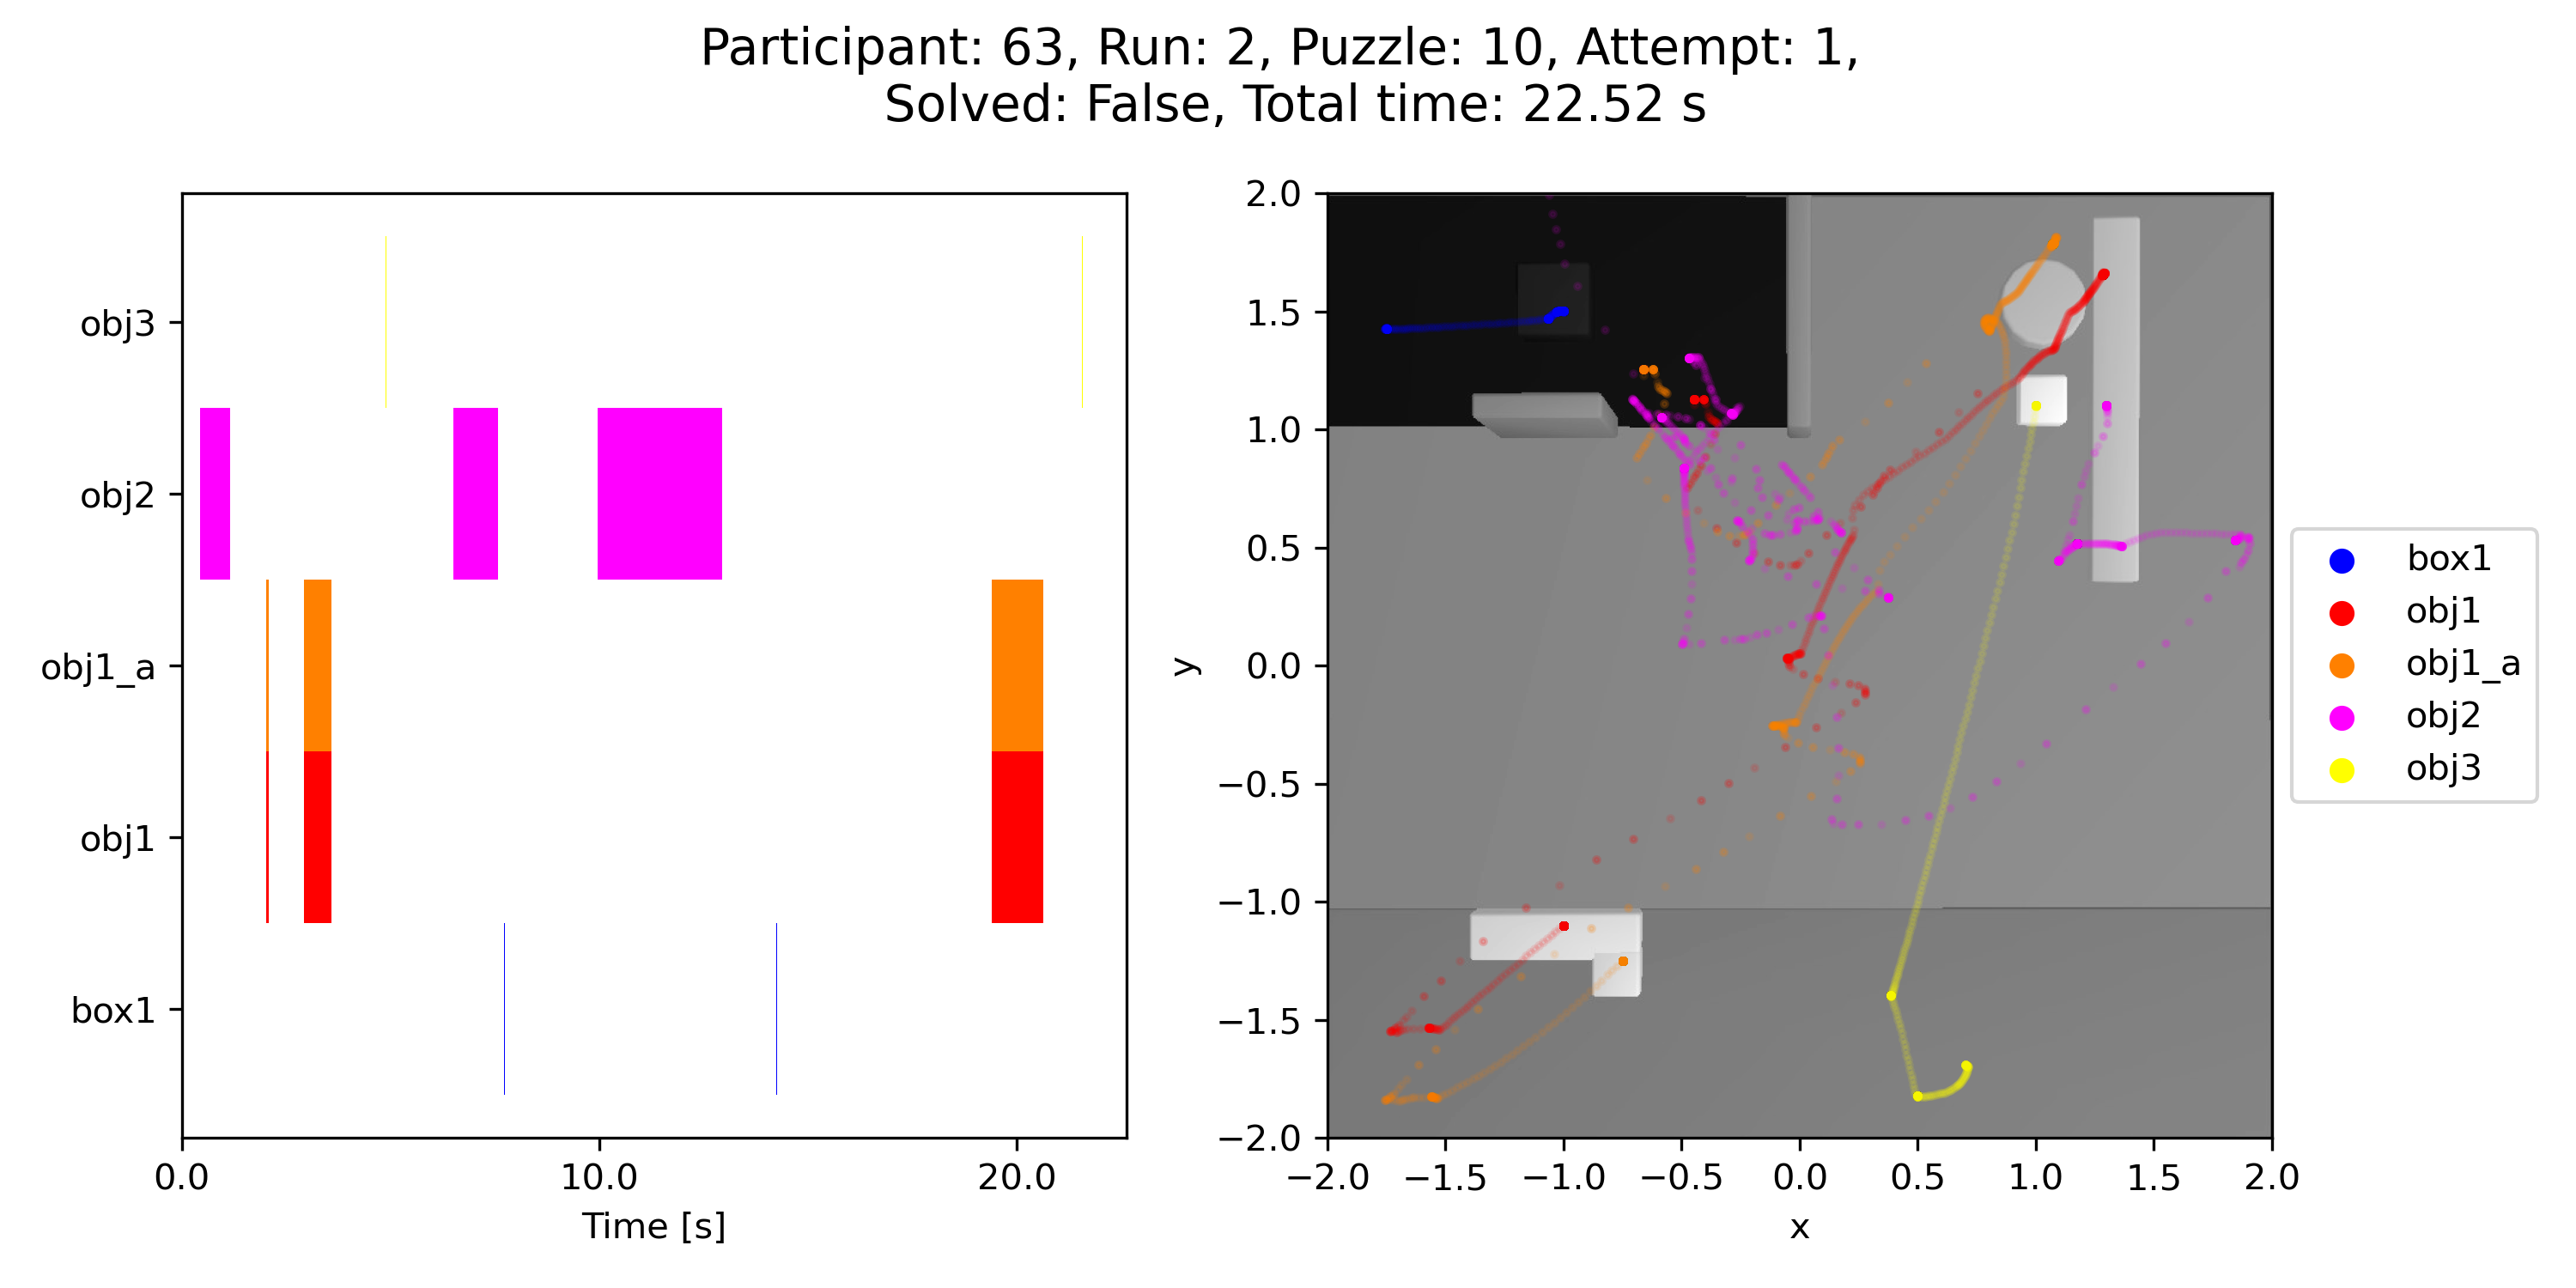 Participant: 63, Run: 2, Puzzle: 10, Attempt: 1,
Solved: False, Total time: 22.52 s
obj3
obj2
obj1_a
obj1
box1
0.0
10.0
20.0
Time [s]
2.0
1.5
1.0
0.5
0.0
−0.5
−1.0
−1.5
−2.0
y
−2.0
−1.5
−1.0
−0.5
0.0
0.5
1.0
1.5
2.0
x
box1
obj1
obj1_a
obj2
obj3